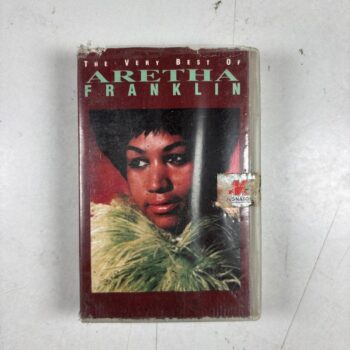 THE VERY BEST OF
ARETHA
FRANKLIN